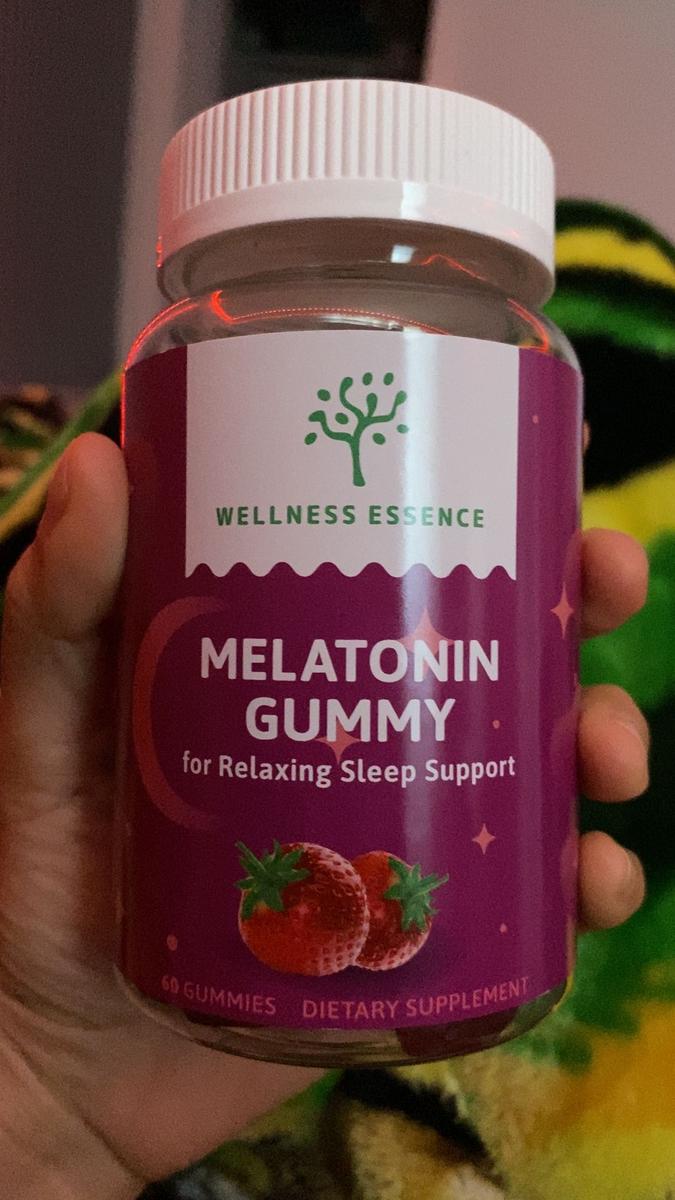 WELLNESS ESSENCE
MELATONIN
GUMMY
for Relaxing Sleep Support
60 GUMMIES DIETARY SUPPLEMENT